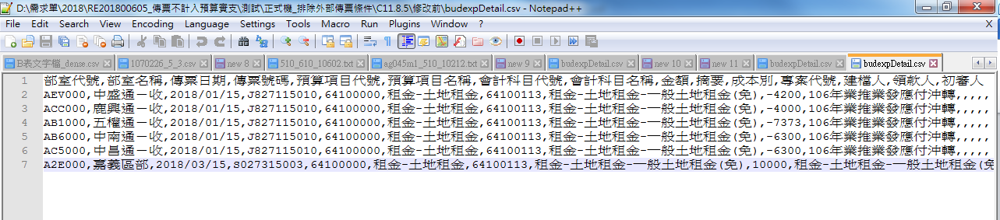 D:\需求單\2018\RE201800605_傳票不計入預算實支\測試\正式機_排除外部傳票條件\C11.8.5\修改前\budexpDetail.csv - Notepad++
File Edit Search View Encoding Language Settings Tools Macro Run Plugins Window ? X
B表文字檔_dense.csv 1070226_5_3.csv new 8 510_610_10602.txt ag045m1_510_10212.txt new 9 budexpDetail.csv new 10 new 11 budexpDetail.csv budexpDetail.csv
1 部室代號,部室名稱,傳票日期,傳票號碼,預算項目代號,預算項目名稱,會計科目代號,會計科目名稱,金額,摘要,成本別,專案代號,建檔人,領款人,初審人
2 AEV000,中盛通一收,2018/01/15,J827115010,64100000,租金-土地租金,64100113,租金-土地租金-一般土地租金(免),-4200,106年業推業發應付沖轉,,,,,
3 ACC000,鹿興通一收,2018/01/15,J827115010,64100000,租金-土地租金,64100113,租金-土地租金-一般土地租金(免),-4000,106年業推業發應付沖轉,,,,,
4 AB1000,五權通一收,2018/01/15,J827115010,64100000,租金-土地租金,64100113,租金-土地租金-一般土地租金(免),-7373,106年業推業發應付沖轉,,,,,
5 AB6000,中南通一收,2018/01/15,J827115010,64100000,租金-土地租金,64100113,租金-土地租金-一般土地租金(免),-6300,106年業推業發應付沖轉,,,,,
6 AC5000,中昌通一收,2018/01/15,J827115010,64100000,租金-土地租金,64100113,租金-土地租金-一般土地租金(免),-6300,106年業推業發應付沖轉,,,,,
7 A2E000,嘉義區部,2018/03/15,S027315003,64100000,租金-土地租金,64100113,租金-土地租金-一般土地租金(免),10000,租金-土地租金-一般土地租金(免